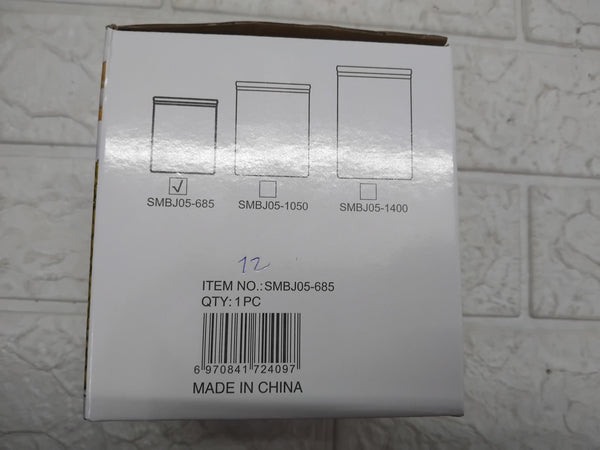 SMBJ05-685
SMBJ05-1050
SMBJ05-1400
12
ITEM NO.:SMBJ05-685
QTY:1PC
6 970841 724097
MADE IN CHINA